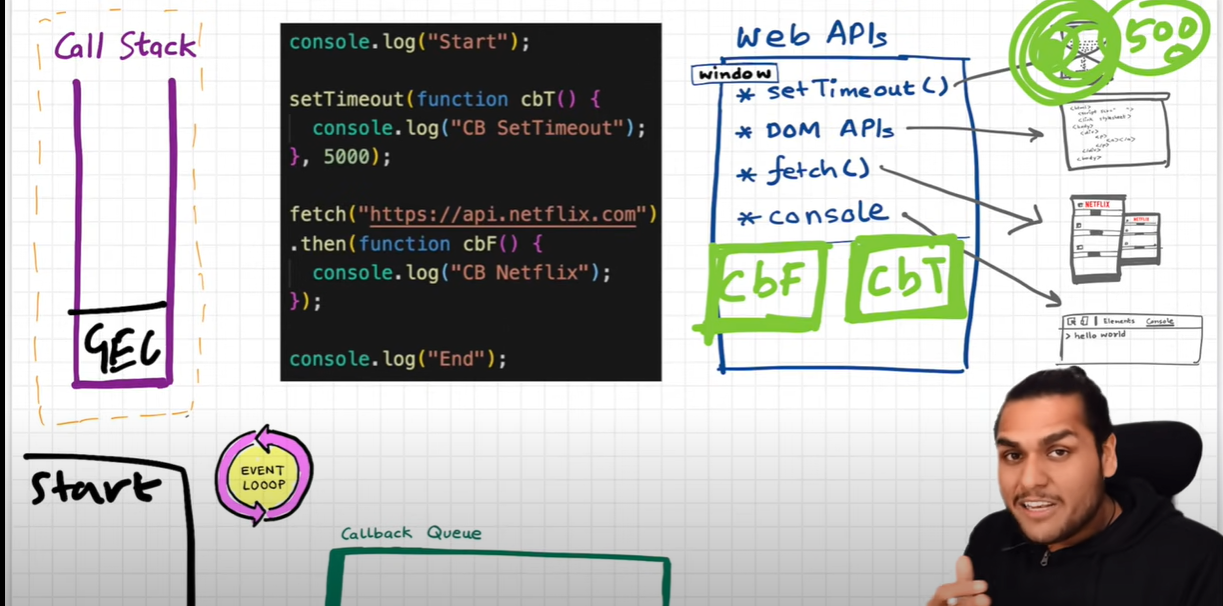 Call Stack
GEC
console.log("Start");
setTimeout(function cbT() {
console.log("CB SetTimeout");
}, 5000);
fetch("https://api.netflix.com")
.then(function cbF() {
console.log("CB Netflix");
});
console.log("End");
Web APIs
window
* setTimeout()
* DOM APIs
* fetch()
* console
cbF
cbT
500
NETFLIX
NETFLIX
Elements Console
> hello world
Start
EVENT
LOOOP
Callback Queue